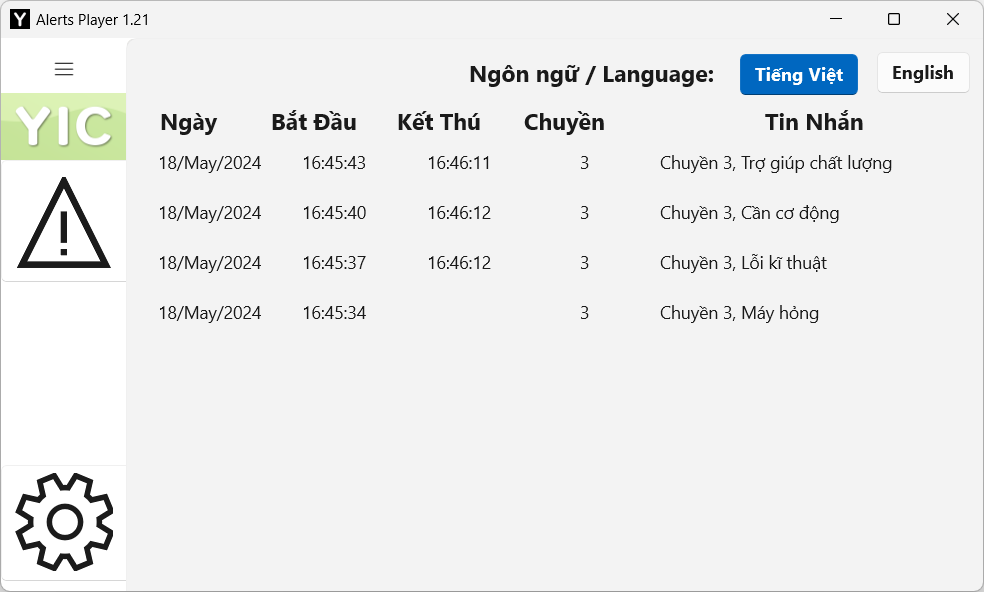 Y Alerts Player 1.21
YIC
Ngôn ngữ / Language: Tiếng Việt English
Ngày Bắt Đầu Kết Thú Chuyền Tin Nhắn
18/May/2024 16:45:43 16:46:11 3 Chuyền 3, Trợ giúp chất lượng
18/May/2024 16:45:40 16:46:12 3 Chuyền 3, Cần cơ động
18/May/2024 16:45:37 16:46:12 3 Chuyền 3, Lỗi kĩ thuật
18/May/2024 16:45:34 3 Chuyền 3, Máy hỏng